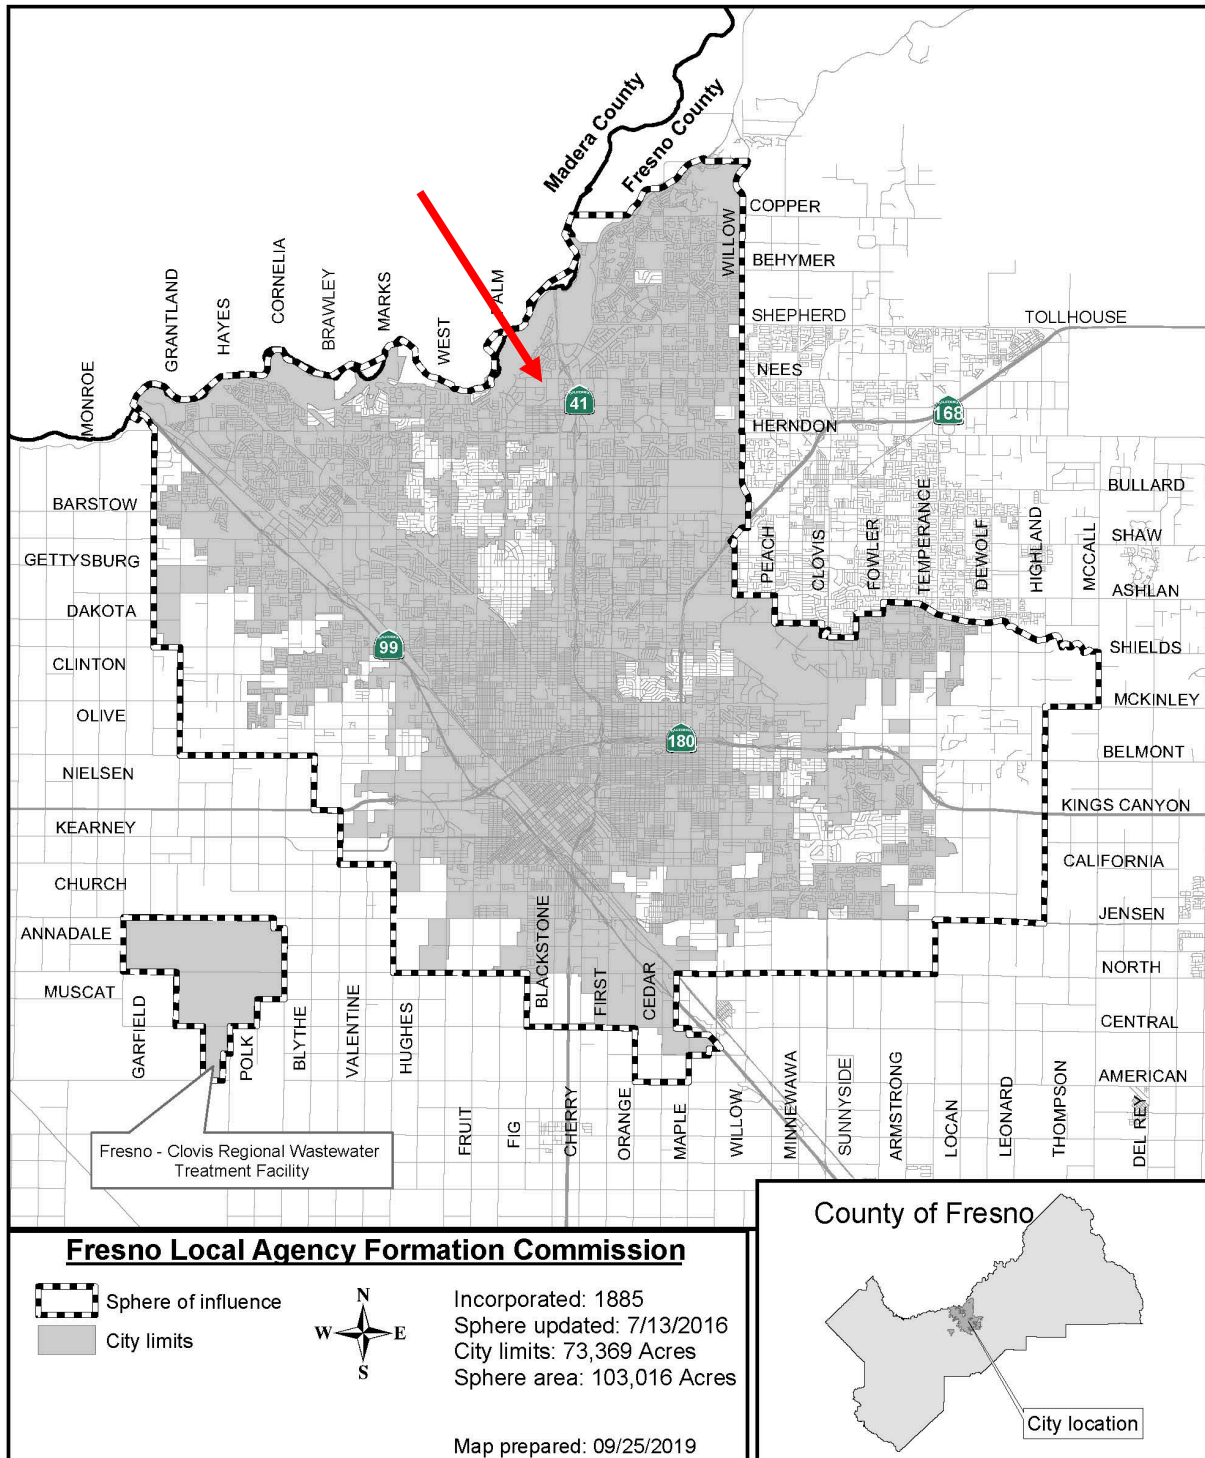 Madera County
Fresno County
COPPER
BEHYMER
SHEPHERD
TOLLHOUSE
NEES
HERNDON
WILLOW
MONROE
GRANTLAND
HAYES
CORNELIA
BRAWLEY
MARKS
WEST
ALM
41
168
99
180
BARSTOW
GETTYSBURG
DAKOTA
CLINTON
OLIVE
NIELSEN
KEARNEY
CHURCH
ANNADALE
MUSCAT
PEACH
CLOVIS
FOWLER
TEMPERANCE
DEWOLF
HIGHLAND
MCCALL
BULLARD
SHAW
ASHLAN
SHIELDS
MCKINLEY
BELMONT
KINGS CANYON
CALIFORNIA
JENSEN
NORTH
CENTRAL
AMERICAN
GARFIELD
POLK
BLYTHE
VALENTINE
HUGHES
FRUIT
FIG
BLACKSTONE
CHERRY
FIRST
ORANGE
CEDAR
MAPLE
WILLOW
MINNEWAWA
SUNNYSIDE
ARMSTRONG
LOCAN
LEONARD
THOMPSON
DEL REY
Fresno - Clovis Regional Wastewater
Treatment Facility
Fresno Local Agency Formation Commission
Sphere of influence
City limits
N
W E
S
Incorporated: 1885
Sphere updated: 7/13/2016
City limits: 73,369 Acres
Sphere area: 103,016 Acres
Map prepared: 09/25/2019
County of Fresno
City location